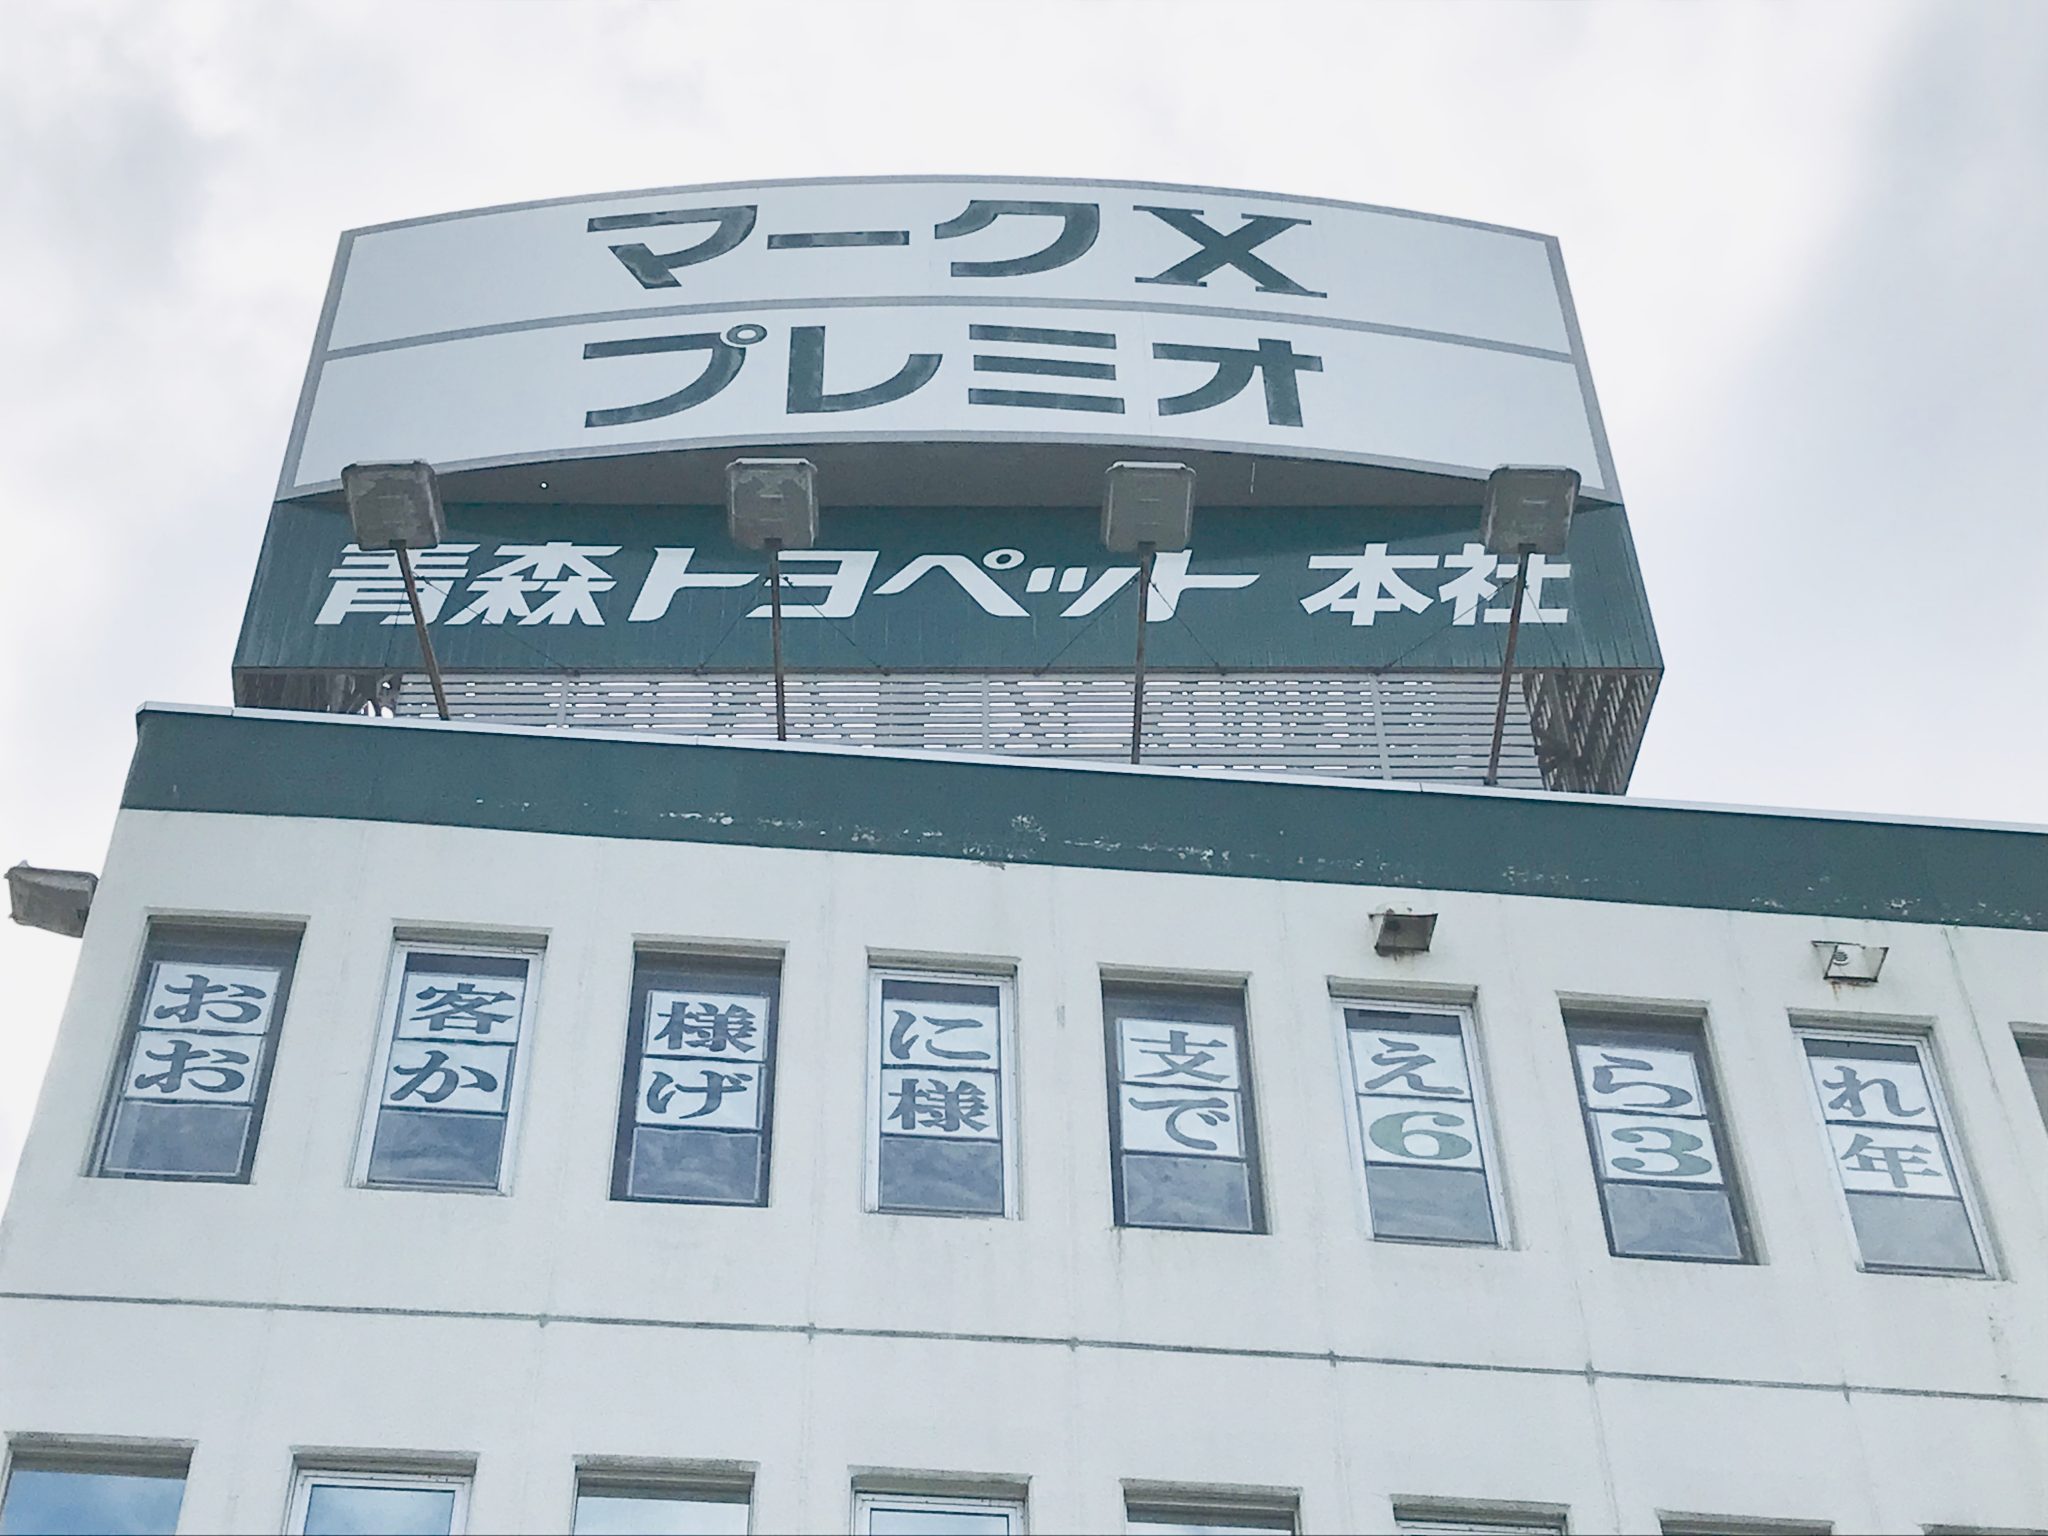 マークX
プレミオ
青森トヨペット 本社
お客様に支えられ
おかげ様で63年